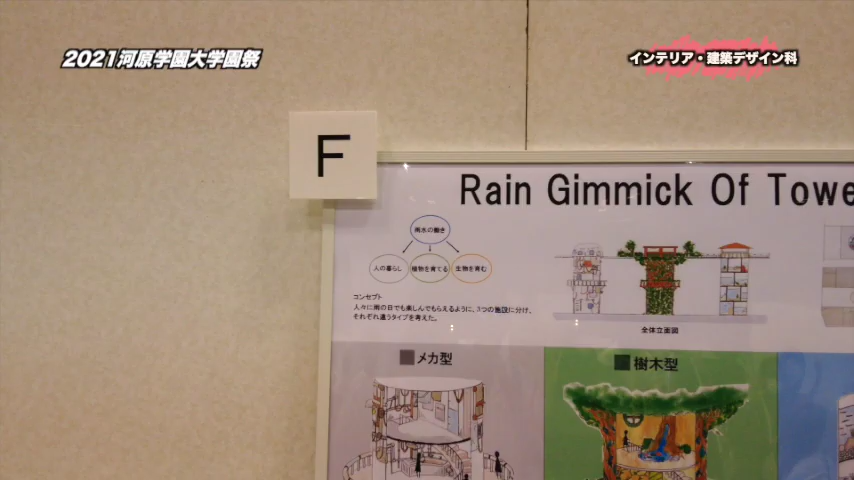 2021河原学園大学園祭
インテリア・建築デザイン科
F
Rain Gimmick Of Towe
雨水の働き
人の暮らし
植物を育てる
生物を育む
コンセプト
人々に雨の日でも楽しんでもらえるように、3つの施設に分け、
それぞれ違うタイプを考えた。
全体立面図
メカ型
樹木型